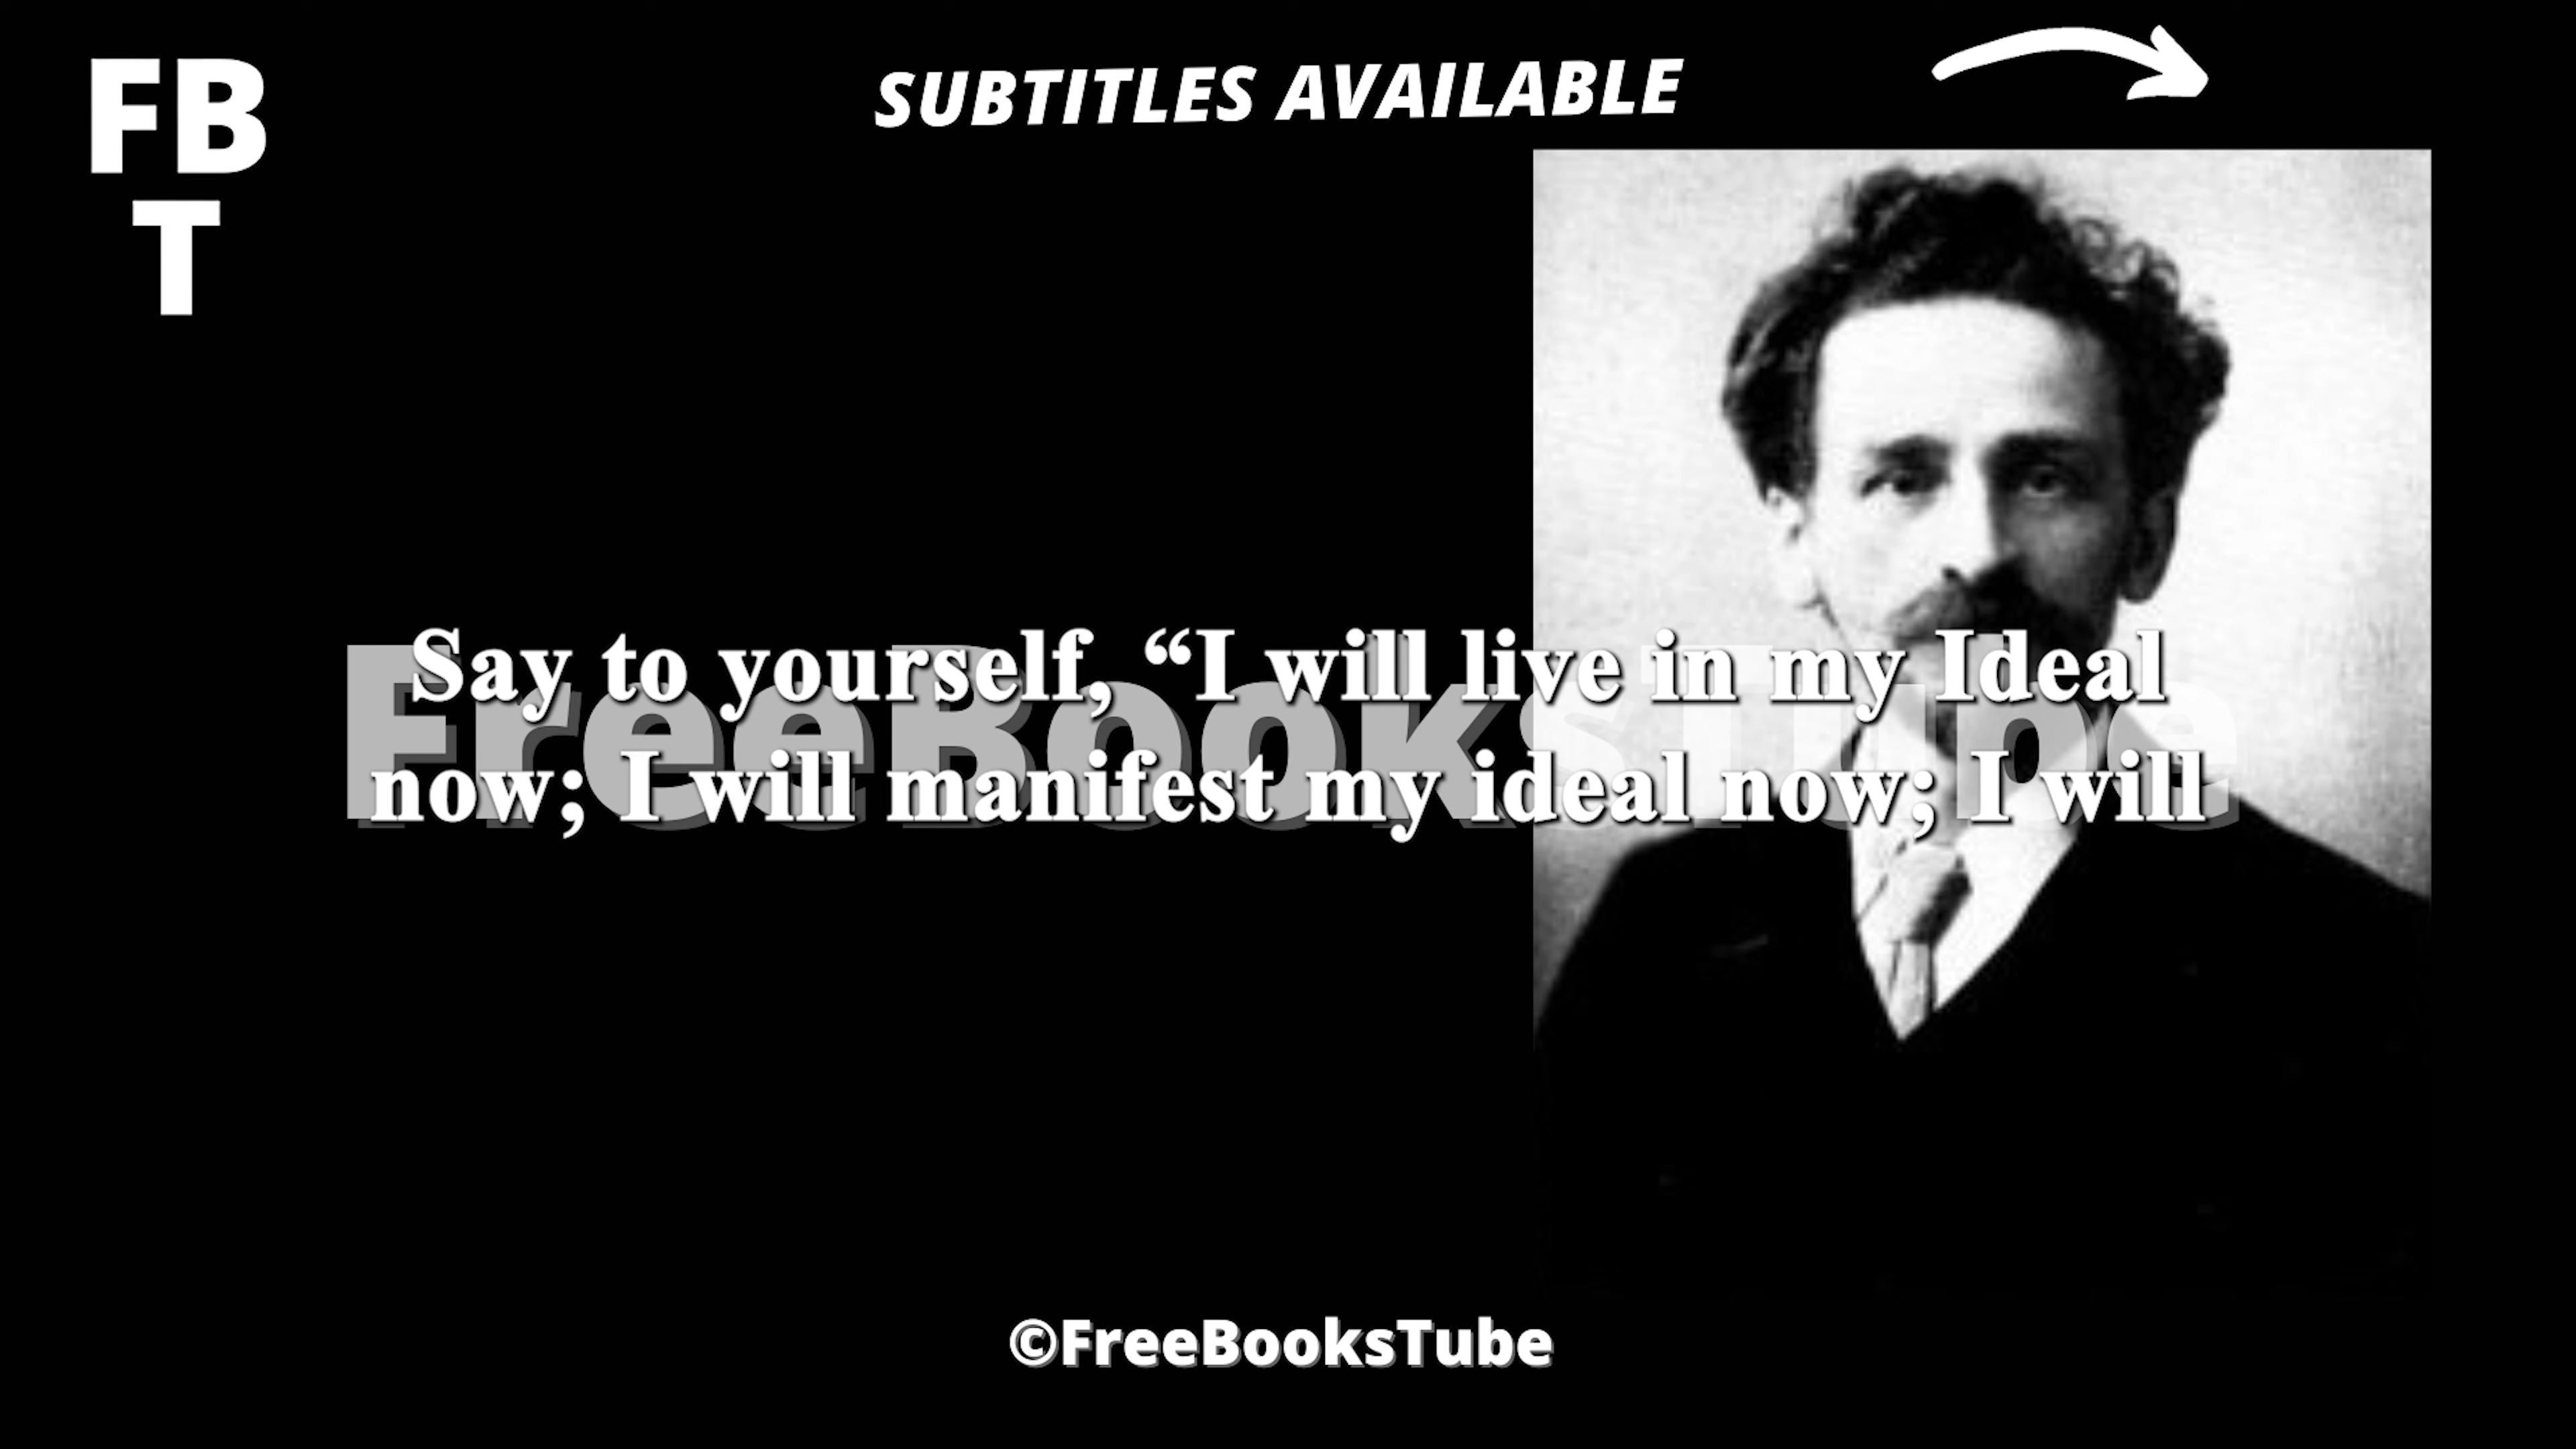 FB
T
SUBTITLES AVAILABLE
Say to yourself, “I will live in my Ideal
now; I will manifest my ideal now; I will
FreeBooksTube
©FreeBooksTube